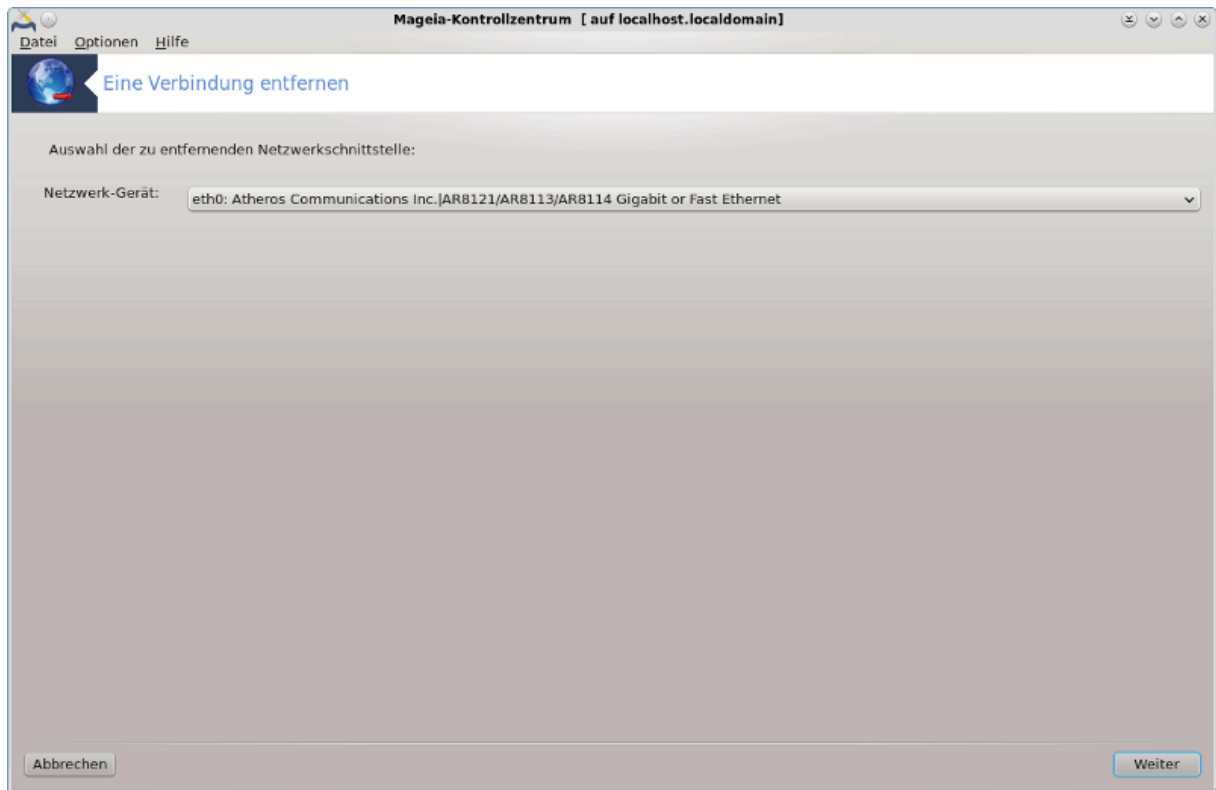 Mageia-Kontrollzentrum [ auf localhost.localdomain]
Datei Optionen Hilfe
Eine Verbindung entfernen
Auswahl der zu entfernenden Netzwerkschnittstelle:
Netzwerk-Gerät: eth0: Atheros Communications Inc.|AR8121/AR8113/AR8114 Gigabit or Fast Ethernet
Abbrechen Weiter